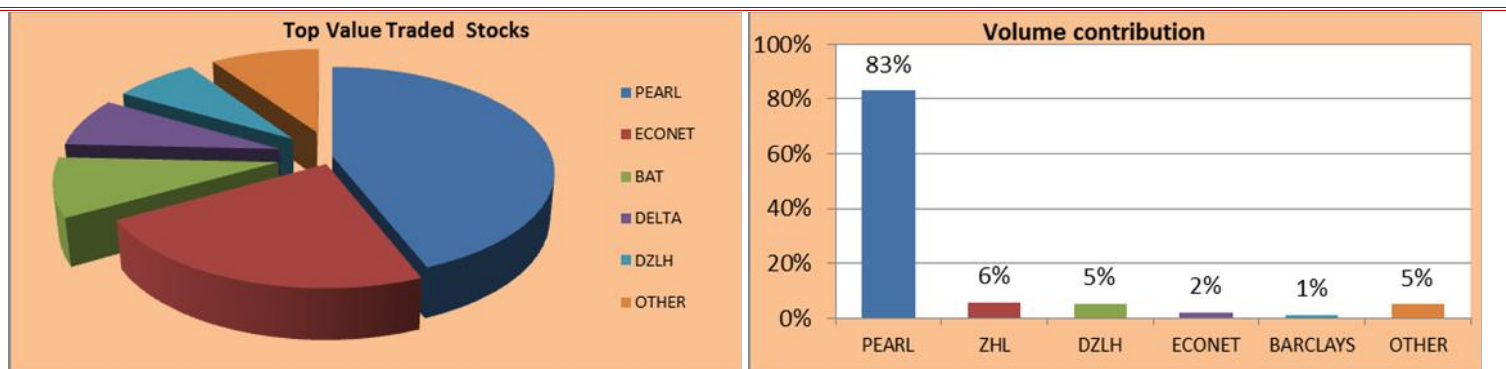 Top Value Traded Stocks
PEARL
ECONET
BAT
DELTA
DZLH
OTHER
Volume contribution
100%
80%
60%
40%
20%
0%
83%
6%
5%
2%
1%
5%
PEARL ZHL DZLH ECONET BARCLAYS OTHER